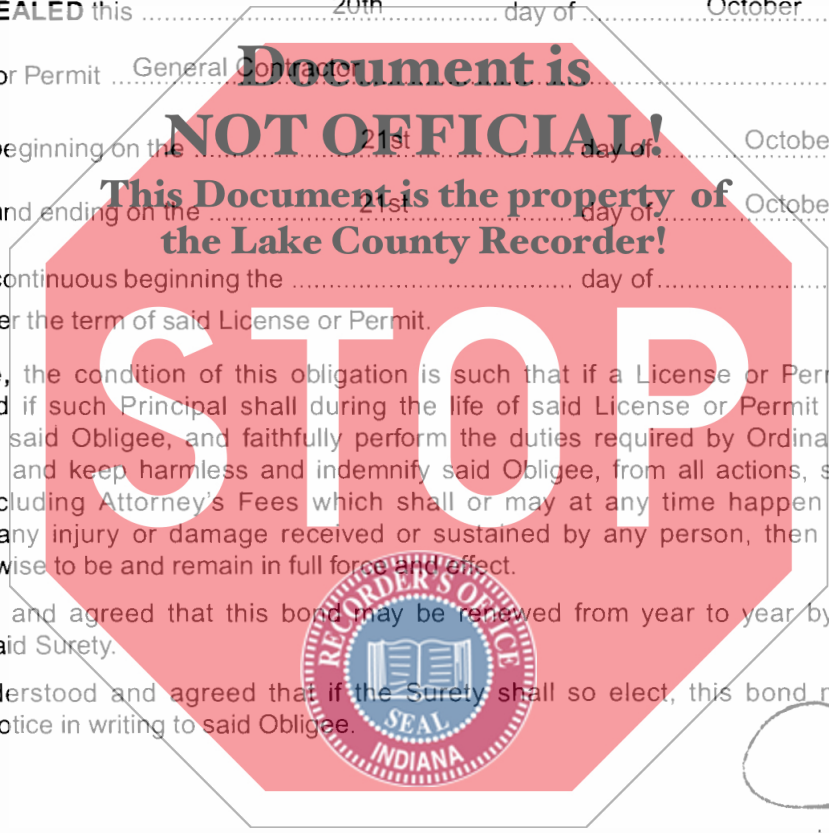 EALED this ........ 20th ........ day of ........ October
or Permit ... General Contractor
Document is
NOT OFFICIAL!
eginning on the ........ 21st ........ day of ........ Octobe
This Document is the property of
nd ending on the ........ 21st ........ day of ........ Octobe
the Lake County Recorder!
continuous beginning the ........ day of ........
er the term of said License or Permit.
STOP
, the condition of this obligation is such that if a License or Perr
d if such Principal shall during the life of said License or Permit
said Obligee, and faithfully perform the duties required by Ordina
and keep harmless and indemnify said Obligee, from all actions, s
cluding Attorney's Fees which shall or may at any time happen
any injury or damage received or sustained by any person, then
wise to be and remain in full force and effect.
and agreed that this bond may be renewed from year to year by
aid Surety.
derstood and agreed that if the Surety shall so elect, this bond
otice in writing to said Obligee.
RECORDER'S OFFICE
SEAL
INDIANA